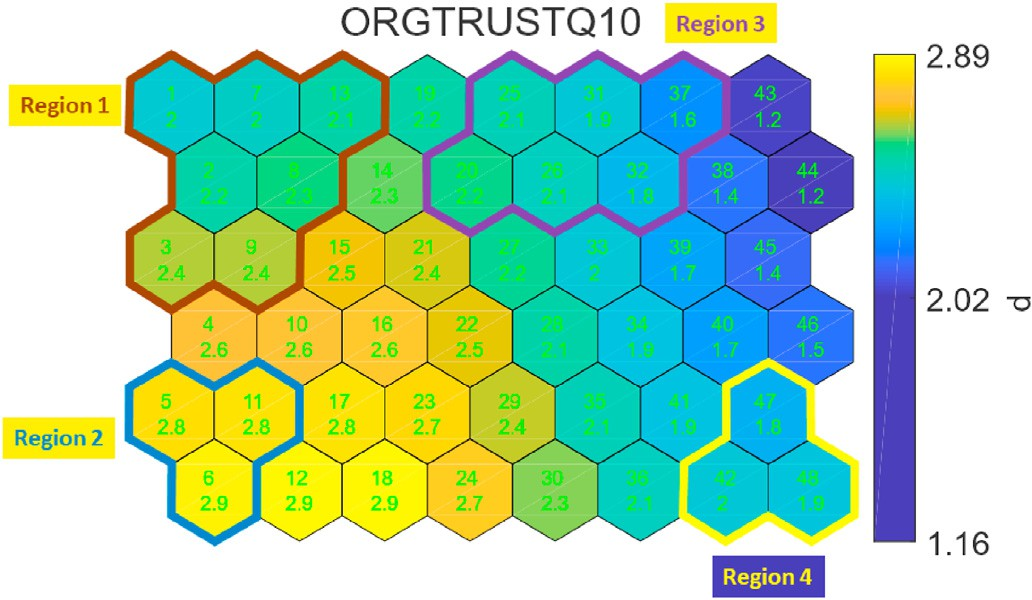 ORGTRUSTQ10
Region 3
2.89
Region 1
1 7 13 19 25 31 37 43
2 2 2.1 2.2 2.1 1.9 1.6 1.2
2 8 14 20 26 32 38 44
2.2 2.3 2.3 2.2 2.1 1.8 1.4 1.2
3 9 15 21 27 33 39 45
2.4 2.4 2.5 2.4 2.2 2 1.7 1.4
2.02
d
4 10 16 22 28 34 40 46
2.6 2.6 2.6 2.5 2.1 1.9 1.7 1.5
5 11 17 23 29 35 41 47
2.8 2.8 2.8 2.7 2.4 2.1 1.9 1.8
Region 2
6 12 18 24 30 36 42 48
2.9 2.9 2.9 2.7 2.3 2.1 2 1.9
1.16
Region 4